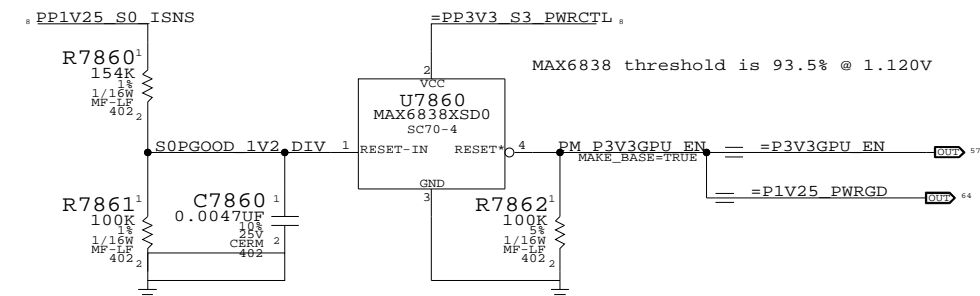 8 PP1V25_S0_ISNS
=PP3V3_S3_PWRCTL 8
R7860 1
154K
1%
1/16W
MF-LF
402 2
MAX6838 threshold is 93.5% @ 1.120V
2
VCC
U7860
MAX6838XSD0
SC70-4
S0PGOOD_1V2_DIV 1 RESET-IN RESET* 4 PM_P3V3GPU_EN =P3V3GPU_EN OUT 57
MAKE_BASE=TRUE
GND
3
=P1V25_PWRGD OUT 64
R7861 1
100K
1%
1/16W
MF-LF
402 2
C7860 1
0.0047UF
10%
25V
CERM 2
402
R7862 1
100K
5%
1/16W
MF-LF
402 2